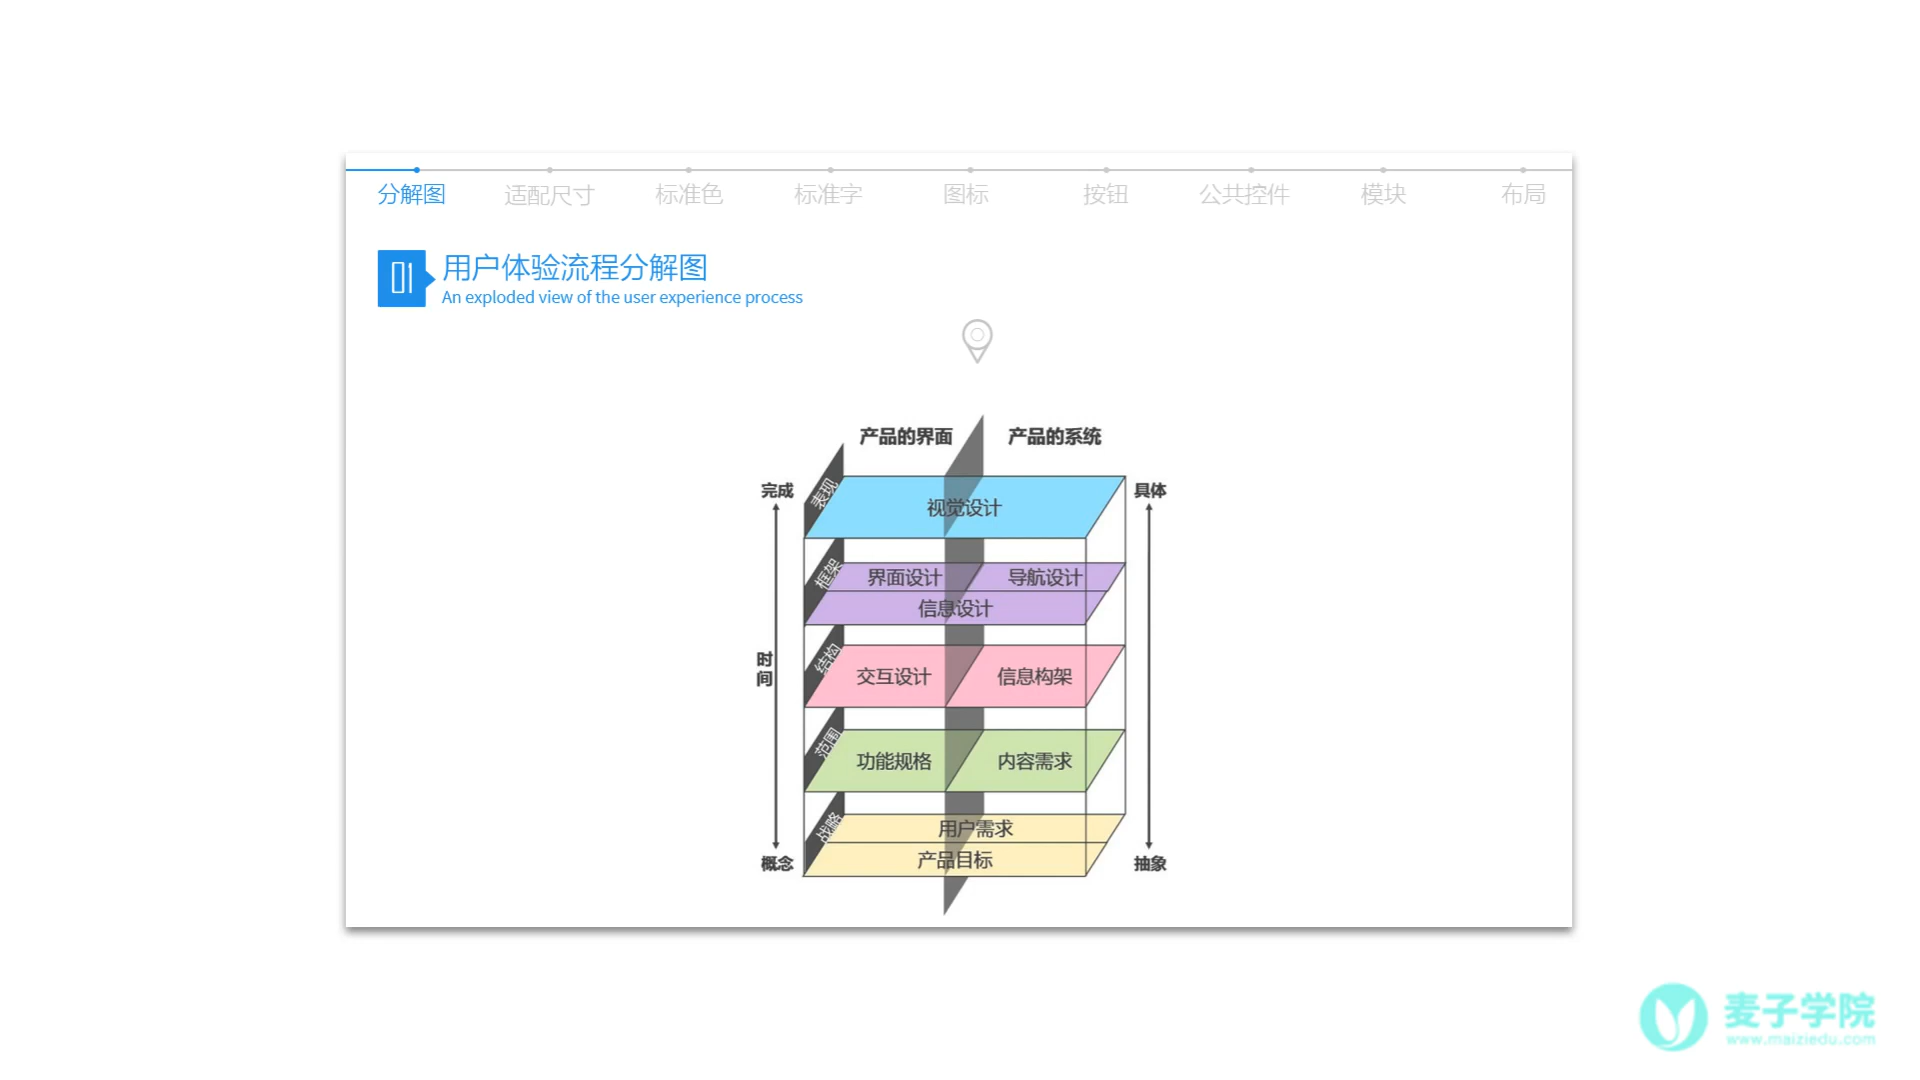 分解图 适配尺寸 标准色 标准字 图标 按钮 公共控件 模块 布局
01 用户体验流程分解图
An exploded view of the user experience process
产品的界面 产品的系统
完成 具体
表现 视觉设计
框架 界面设计 导航设计
信息设计
时间
结构 交互设计 信息构架
范围 功能规格 内容需求
战略 用户需求
产品目标
概念 抽象
麦子学院
www.maiziedu.com